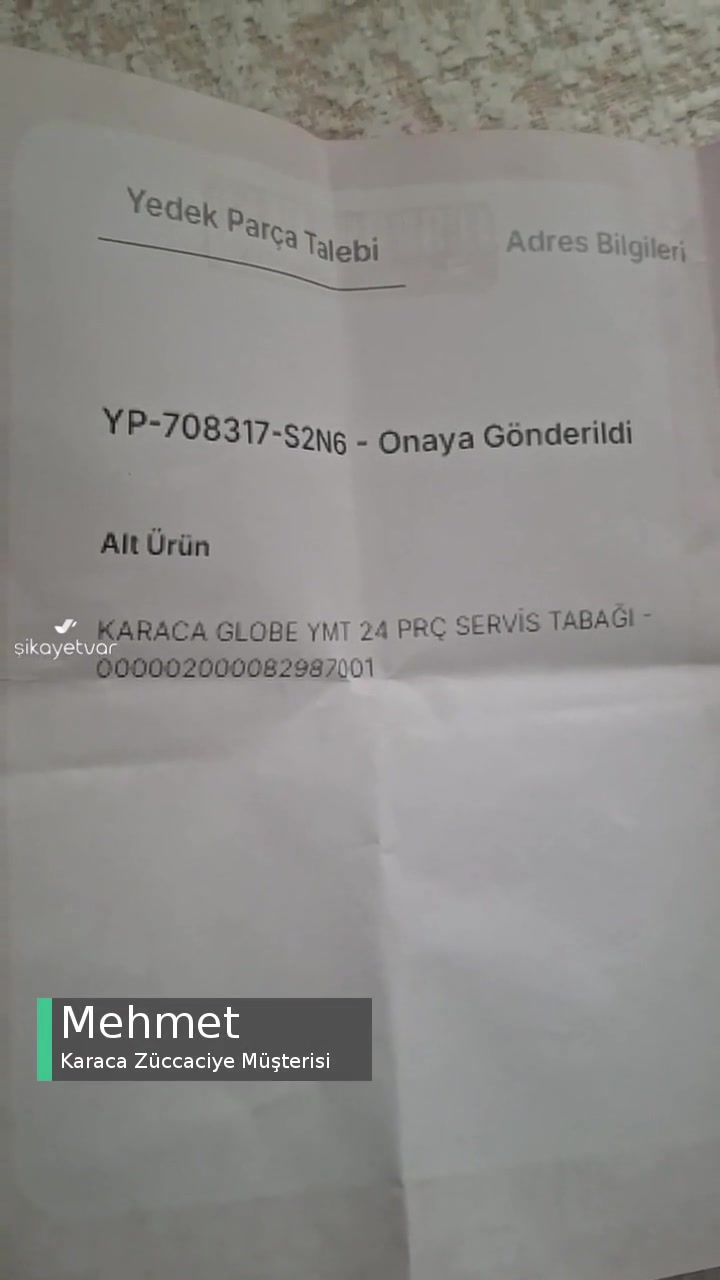 Yedek Parça Talebi
Adres Bilgileri
YP-708317-S2N6 - Onaya Gönderildi
Alt Ürün
KARACA GLOBE YMT 24 PRÇ SERVİS TABAĞI -
000002000082987001
şikayetvar
Mehmet
Karaca Züccaciye Müşterisi